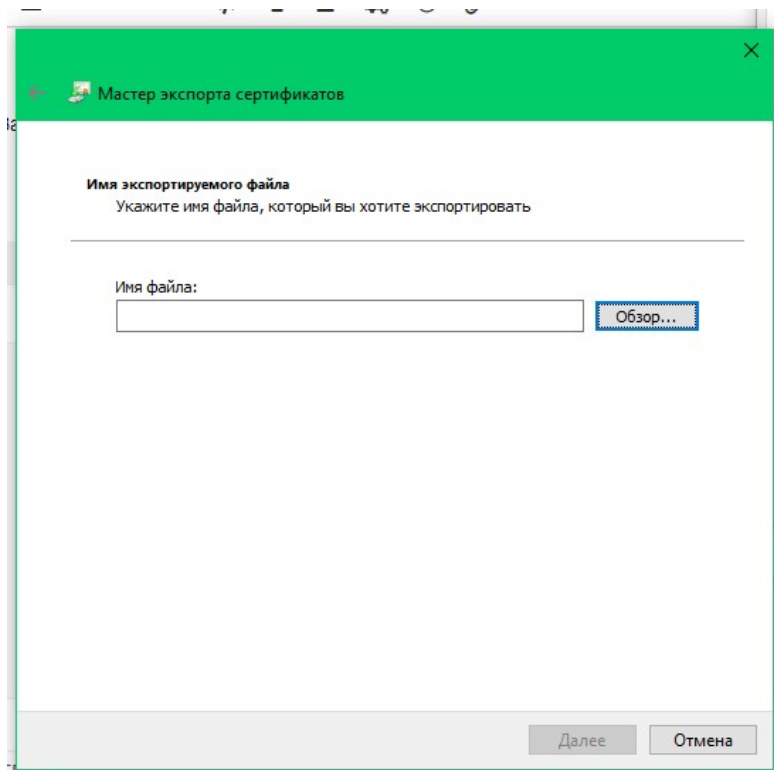 Мастер экспорта сертификатов
Имя экспортируемого файла
Укажите имя файла, который вы хотите экспортировать
Имя файла:
Обзор...
Далее
Отмена